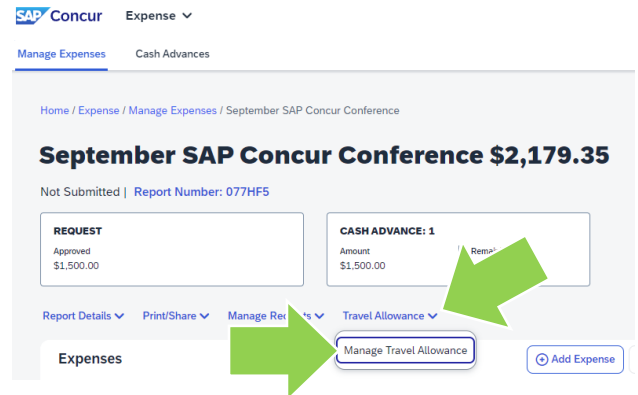 SAP Concur Expense
Manage Expenses Cash Advances
Home / Expense / Manage Expenses / September SAP Concur Conference
September SAP Concur Conference $2,179.35
Not Submitted | Report Number: 077HF5
REQUEST
Approved
$1,500.00
CASH ADVANCE: 1
Amount
$1,500.00
Report Details Print/Share Manage Travel Allowance
Manage Travel Allowance
Expenses
Add Expense